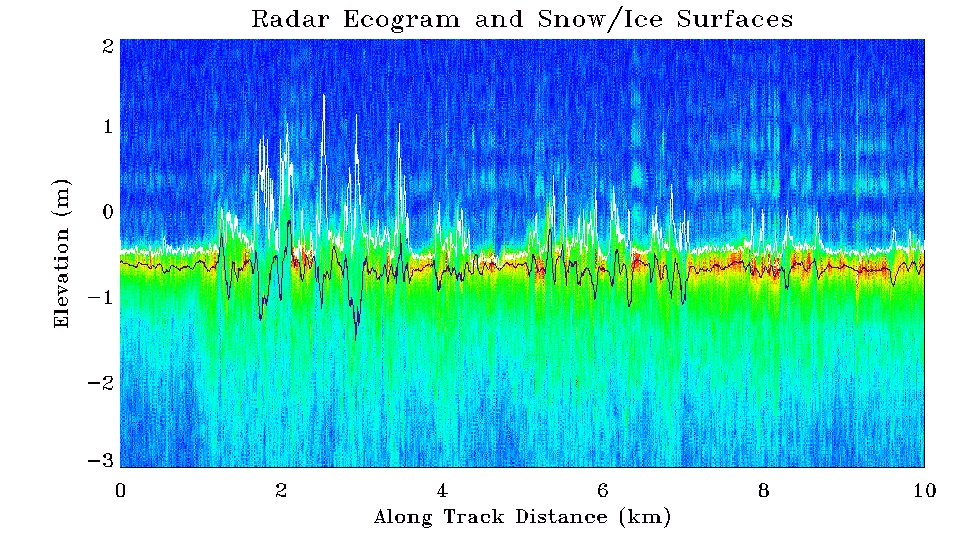 Radar Ecogram and Snow/Ice Surfaces
2
1
0
−1
−2
−3
Elevation (m)
0 2 4 6 8 10
Along Track Distance (km)